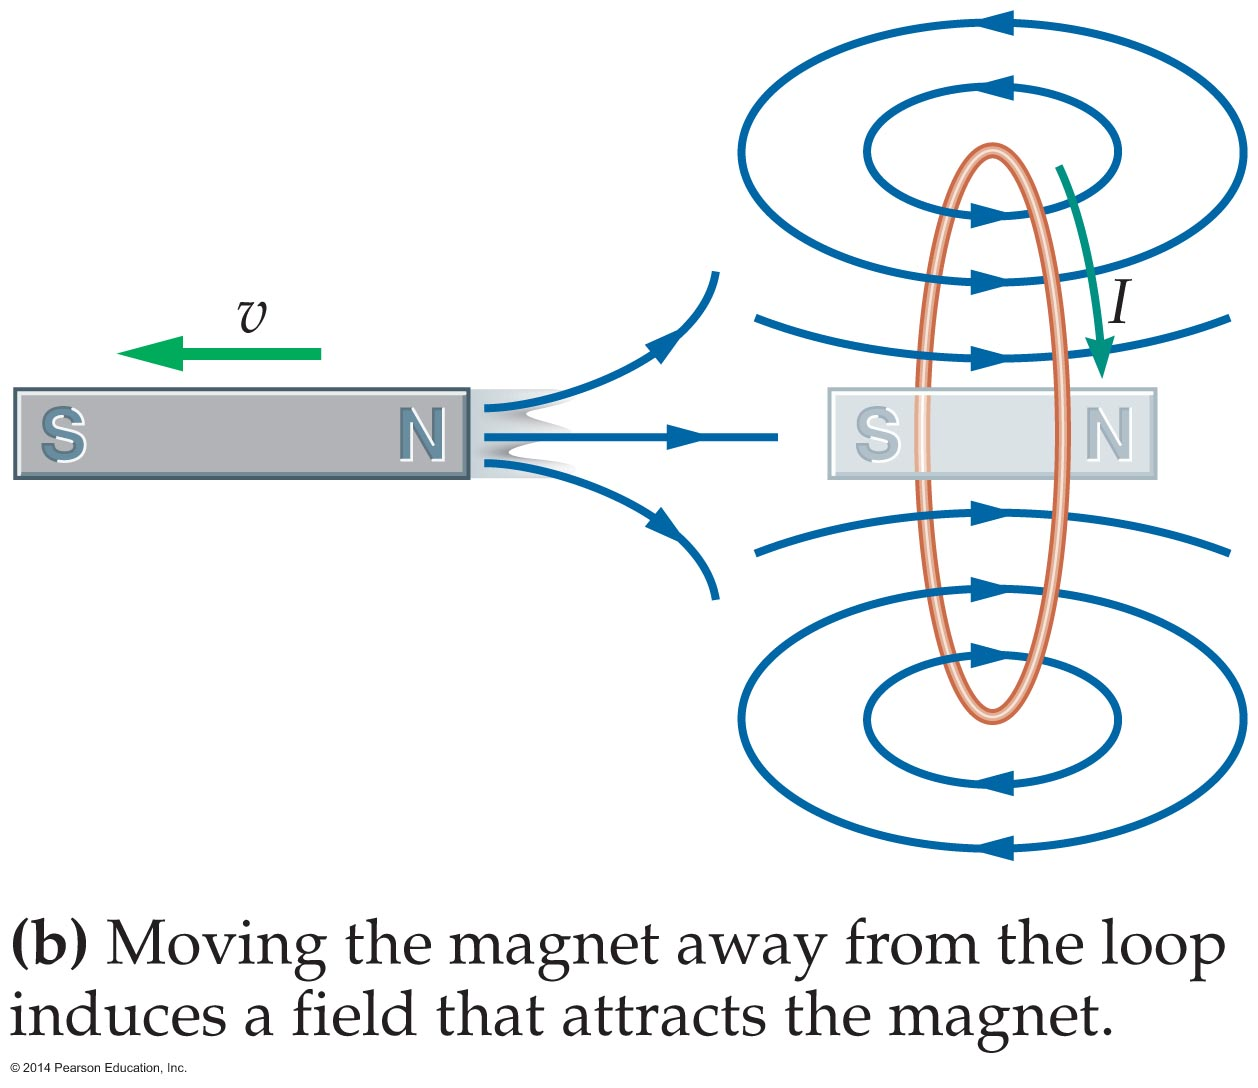 v
I
S N
S N
(b) Moving the magnet away from the loop
induces a field that attracts the magnet.
© 2014 Pearson Education, Inc.